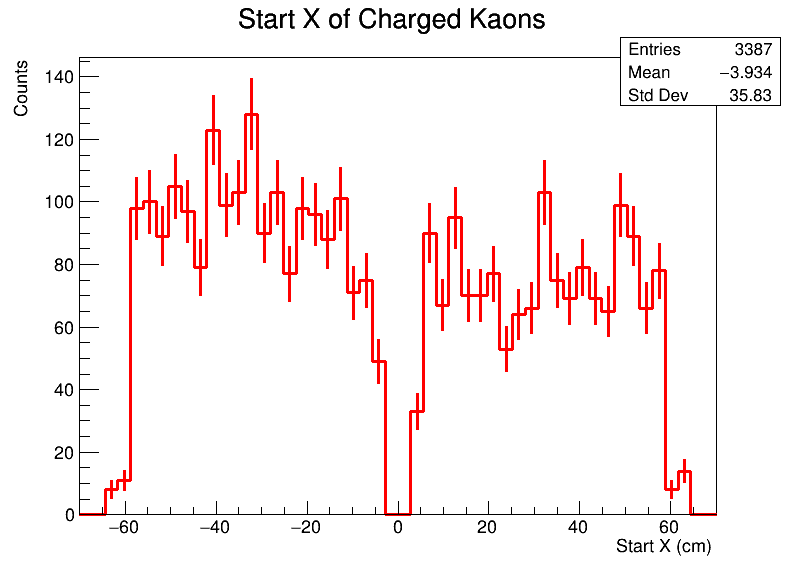 Start X of Charged Kaons
Entries 3387
Mean −3.934
Std Dev 35.83
Counts
140
120
100
80
60
40
20
0
−60 −40 −20 0 20 40 60
Start X (cm)